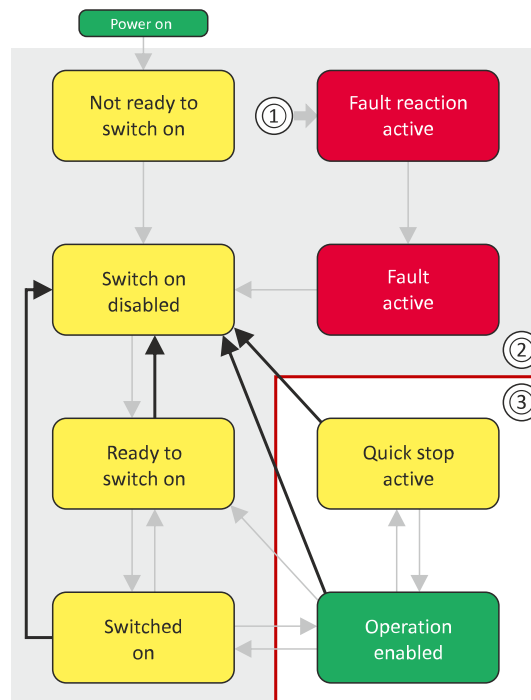 Power on
Not ready to
switch on
①
Fault reaction
active
Switch on
disabled
Fault
active
②
③
Ready to
switch on
Quick stop
active
Switched
on
Operation
enabled